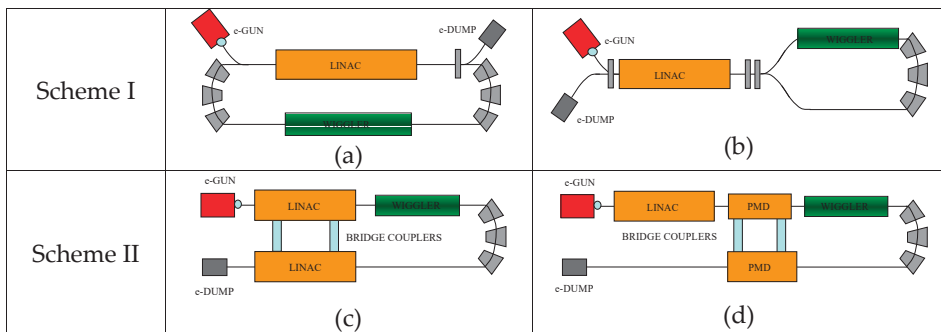 Scheme I
e-GUN
LINAC
e-DUMP
WIGGLER
(a)
e-GUN
LINAC
e-DUMP
WIGGLER
(b)
Scheme II
e-GUN
LINAC
WIGGLER
BRIDGE COUPLERS
LINAC
e-DUMP
(c)
e-GUN
LINAC
PMD
WIGGLER
BRIDGE COUPLERS
PMD
e-DUMP
(d)